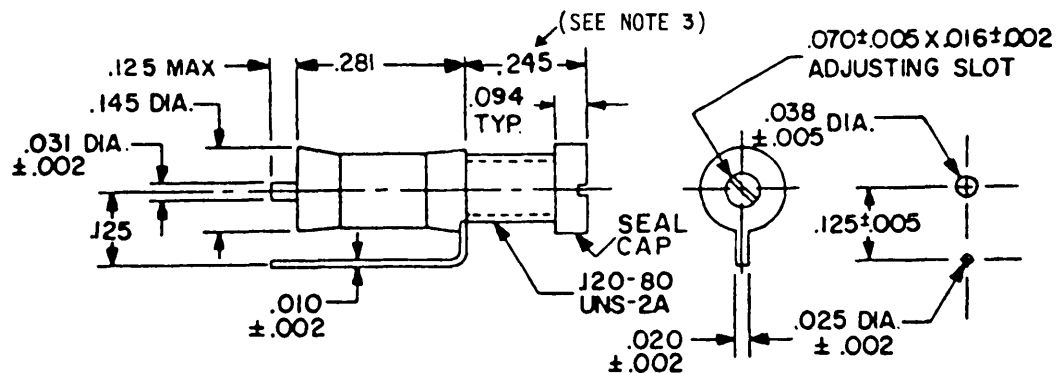 (SEE NOTE 3)
.125 MAX
.281
.245
.070±.005 X .016±.002
ADJUSTING SLOT
.145 DIA.
.094
TYP.
.031 DIA
±.002
.038 DIA.
±.005
.125
.125±.005
SEAL
CAP
.120-80
UNS-2A
.010
±.002
.020
±.002
.025 DIA.
±.002